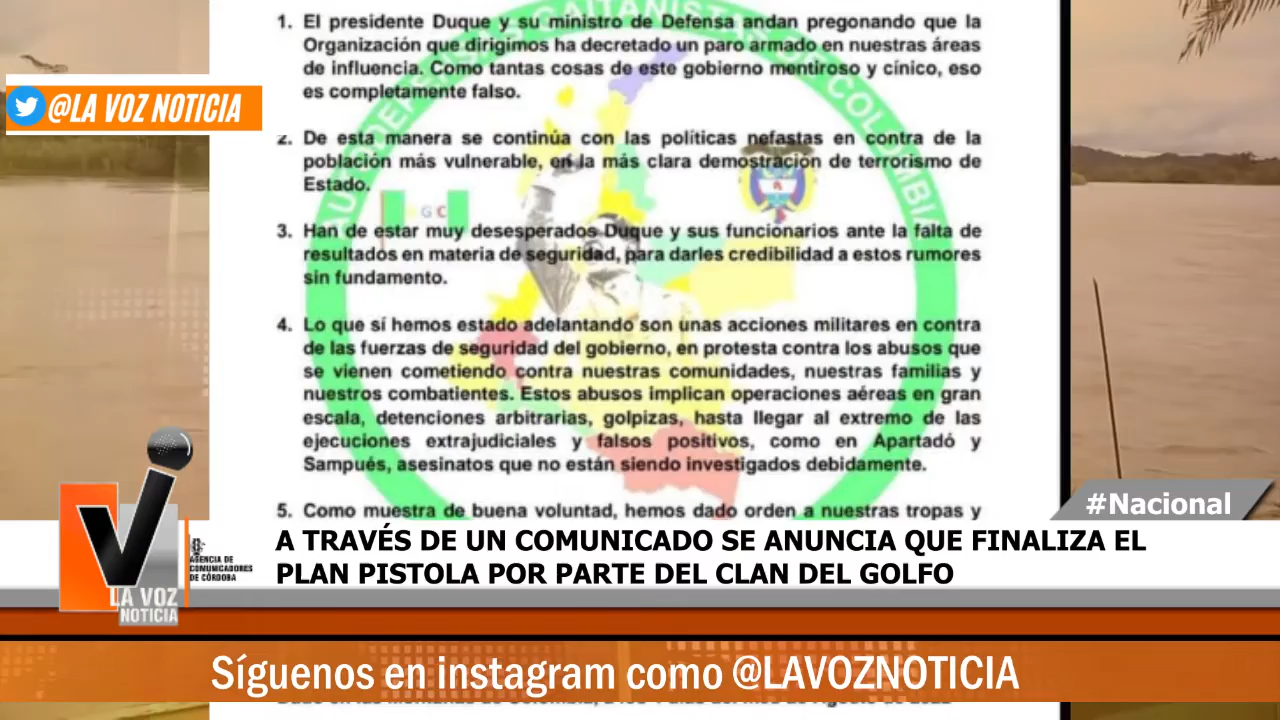 1. El presidente Duque y su ministro de Defensa andan pregonando que la
Organización que dirigimos ha decretado un paro armado en nuestras áreas
de influencia. Como tantas cosas de este gobierno mentiroso y cínico, eso
es completamente falso.
@LA VOZ NOTICIA
2. De esta manera se continúa con las políticas nefastas en contra de la
población más vulnerable, en la más clara demostración de terrorismo de
Estado.
3. Han de estar muy desesperados Duque y sus funcionarios ante la falta de
resultados en materia de seguridad, para darles credibilidad a estos rumores
sin fundamento.
4. Lo que sí hemos estado adelantando son unas acciones militares en contra
de las fuerzas de seguridad del gobierno, en protesta contra los abusos que
se vienen cometiendo contra nuestras comunidades, nuestras familias y
nuestros combatientes. Estos abusos implican operaciones aéreas en gran
escala, detenciones arbitrarias, golpizas, hasta llegar al extremo de las
ejecuciones extrajudiciales y falsos positivos, como en Apartadó y
Sampués, asesinatos que no están siendo investigados debidamente.
5. Como muestra de buena voluntad, hemos dado orden a nuestras tropas y
#Nacional
A TRAVÉS DE UN COMUNICADO SE ANUNCIA QUE FINALIZA EL
PLAN PISTOLA POR PARTE DEL CLAN DEL GOLFO
AGENCIA DE
COMUNICADORES
DE CÓRDOBA
V
LA VOZ
NOTICIA
Síguenos en instagram como @LAVOZNOTICIA